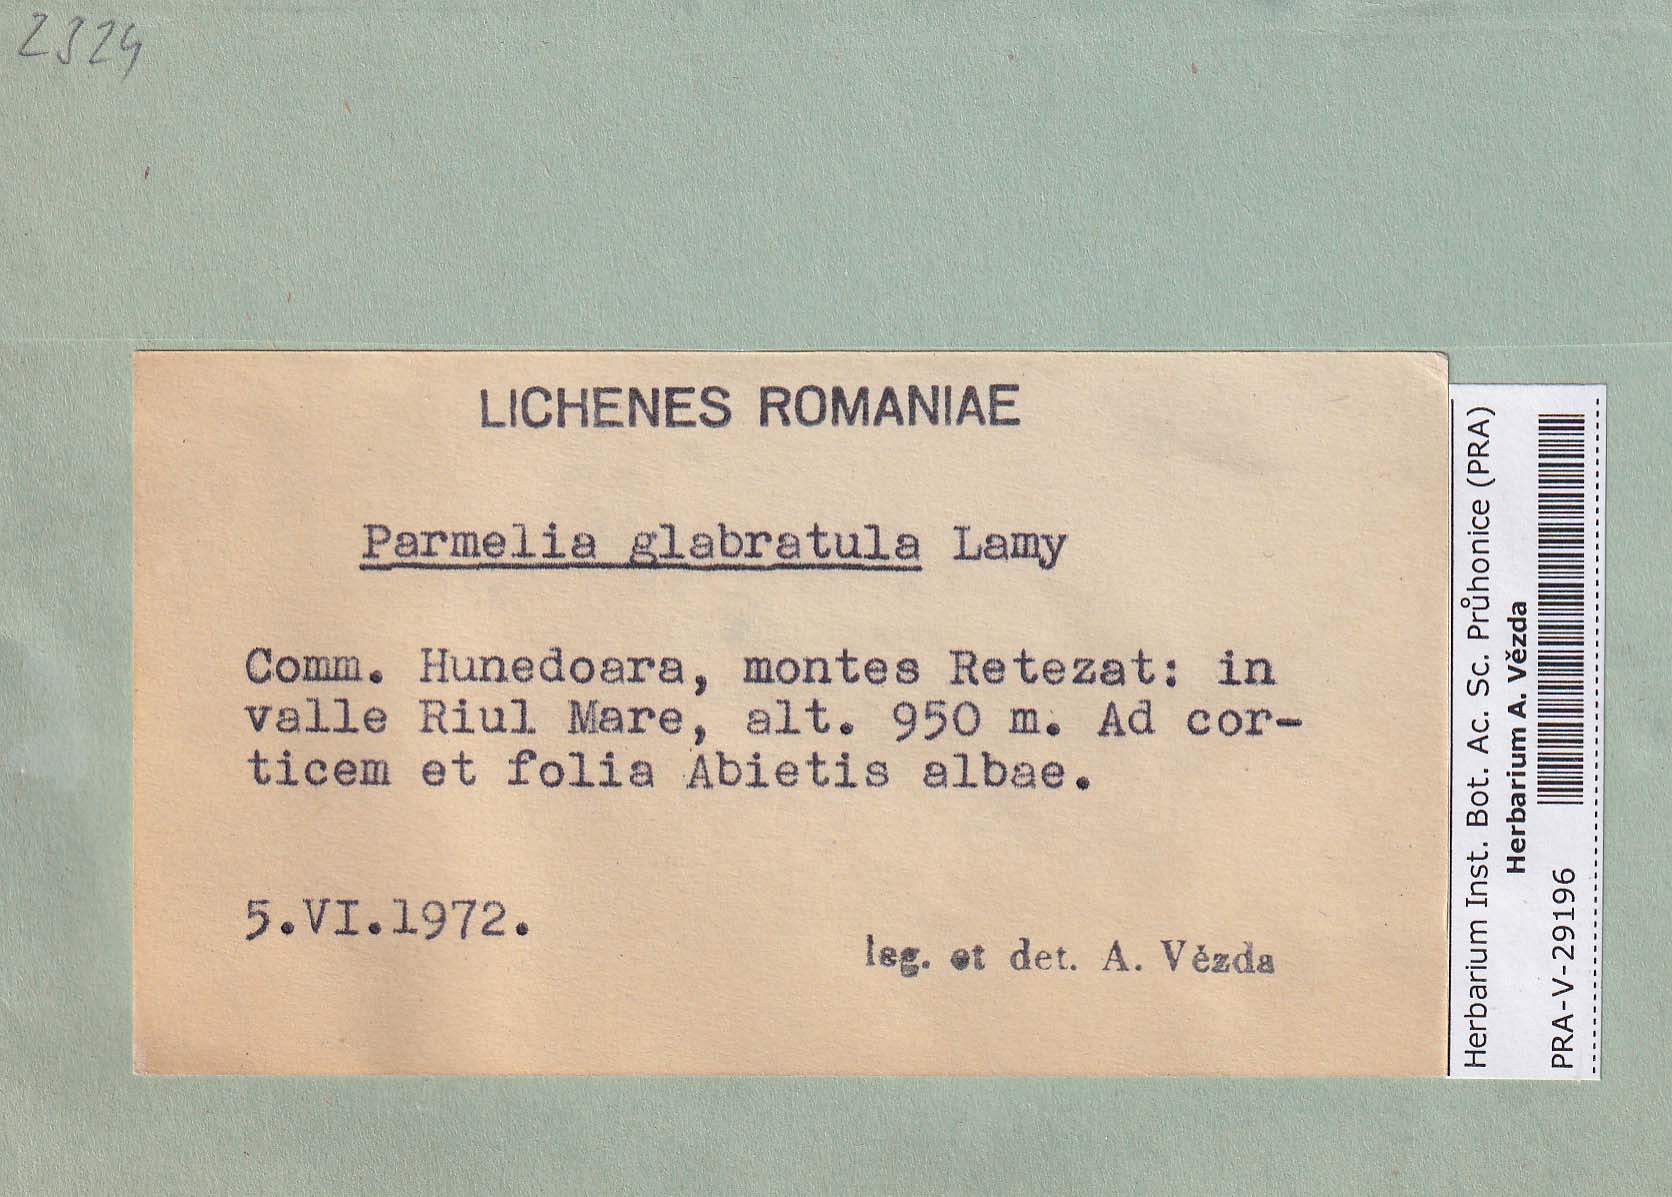 2324
LICHENES ROMANIAE
Parmelia glabratula Lamy
Comm. Hunedoara, montes Retezat: in
valle Riul Mare, alt. 950 m. Ad cor-
ticem et folia Abietis albae.
5.VI.1972.
leg. et det. A. Vězda
Herbarium Inst. Bot. Ac. Sc. Průhonice (PRA)
Herbarium A. Vězda
PRA-V-29196